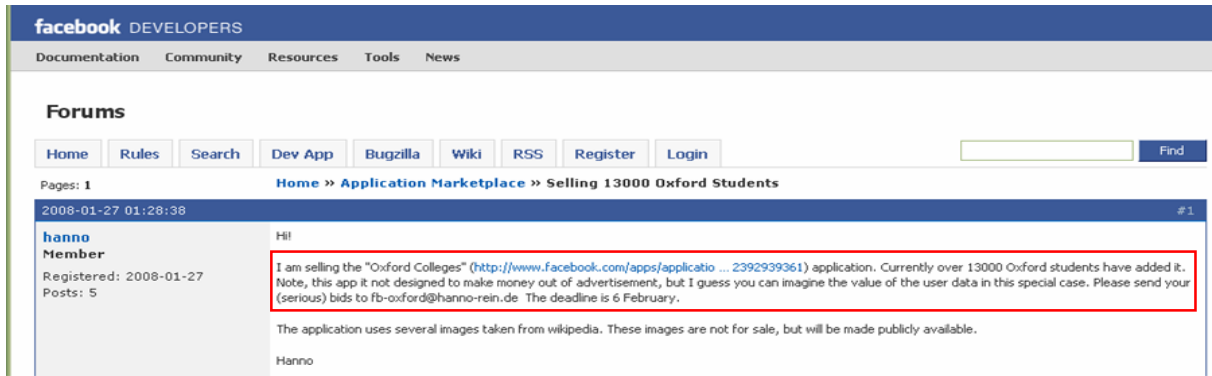 facebook DEVELOPERS
Documentation Community Resources Tools News
Forums
Home Rules Search Dev App Bugzilla Wiki RSS Register Login Find
Pages: 1 Home » Application Marketplace » Selling 13000 Oxford Students
2008-01-27 01:28:38 #1
hanno
Member
Registered: 2008-01-27
Posts: 5
Hi!
I am selling the "Oxford Colleges" (http://www.facebook.com/apps/applicatio ... 2392939361) application. Currently over 13000 Oxford students have added it.
Note, this app it not designed to make money out of advertisement, but I guess you can imagine the value of the user data in this special case. Please send your
(serious) bids to fb-oxford@hanno-rein.de The deadline is 6 February.
The application uses several images taken from wikipedia. These images are not for sale, but will be made publicly available.
Hanno